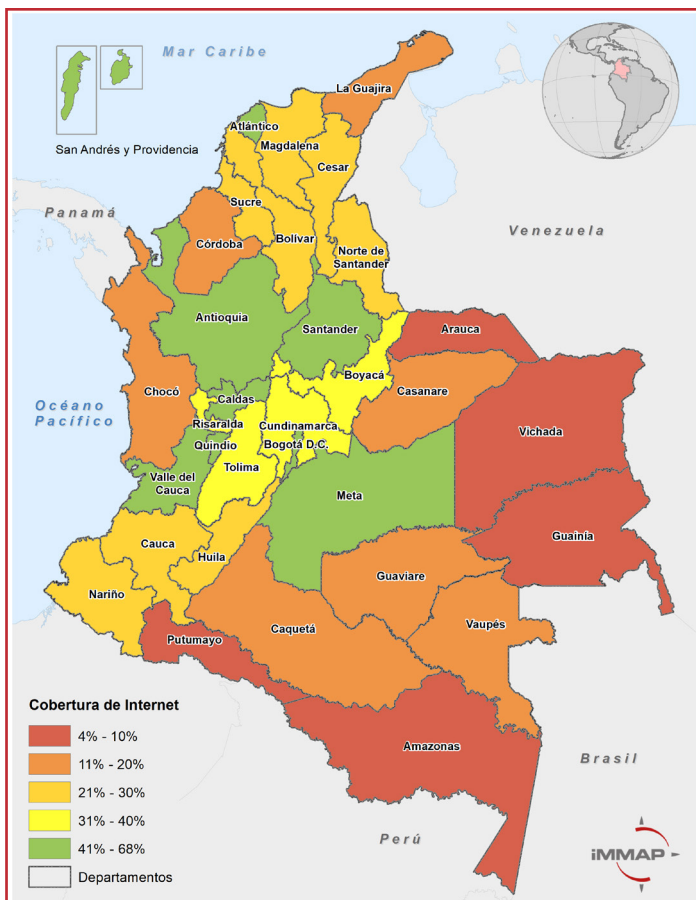 Mar Caribe
La Guajira
Atlántico
Magdalena
San Andrés y Providencia
Cesar
Sucre
Panamá
Venezuela
Córdoba
Bolívar
Norte de
Santander
Antioquia
Santander
Arauca
Boyacá
Chocó
Caldas
Casanare
Océano
Pacífico
Risaralda
Cundinamarca
Vichada
Quindio
Bogotá D.C.
Tolima
Valle del
Cauca
Meta
Guainía
Cauca
Huila
Guaviare
Nariño
Caquetá
Vaupés
Putumayo
Cobertura de Internet
4% - 10%
11% - 20%
21% - 30%
31% - 40%
41% - 68%
Departamentos
Amazonas
Brasil
Perú
iMMAP